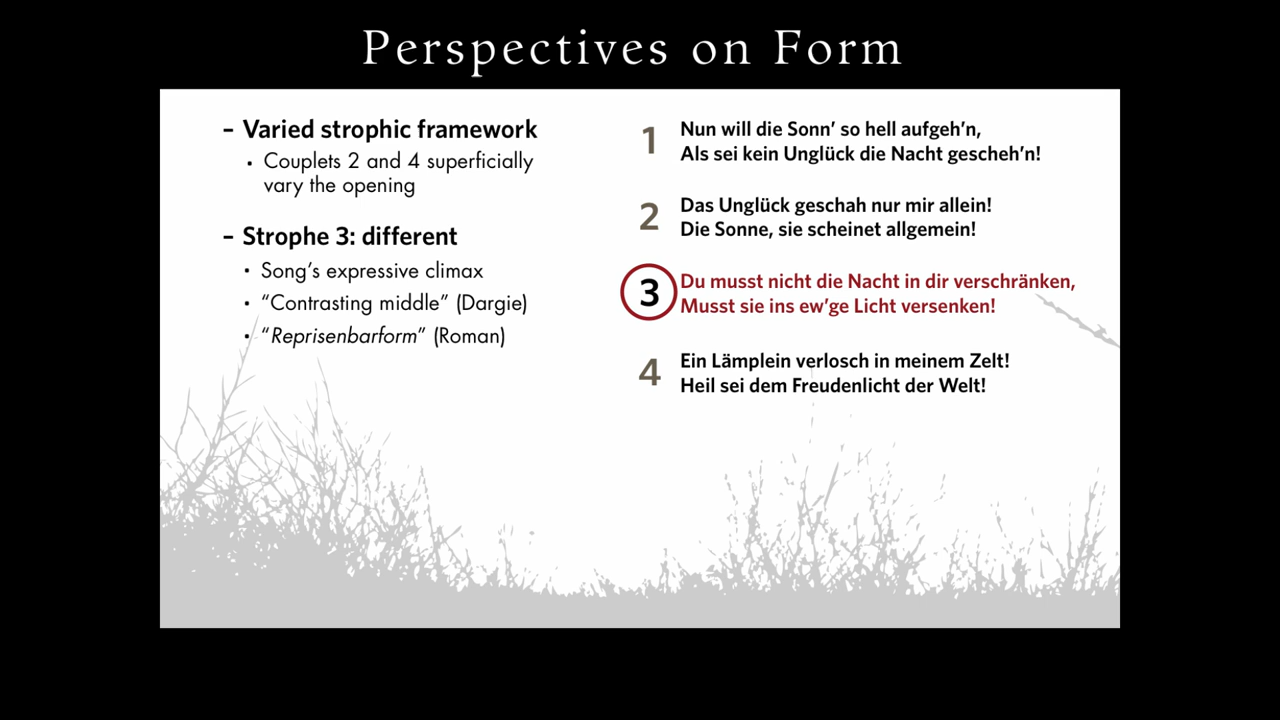 Perspectives on Form
– Varied strophic framework
• Couplets 2 and 4 superficially
vary the opening
– Strophe 3: different
• Song’s expressive climax
• “Contrasting middle” (Dargie)
• “Reprisenbarform” (Roman)
1
Nun will die Sonn’ so hell aufgeh’n,
Als sei kein Unglück die Nacht gescheh’n!
2
Das Unglück geschah nur mir allein!
Die Sonne, sie scheinet allgemein!
3
Du musst nicht die Nacht in dir verschränken,
Musst sie ins ew’ge Licht versenken!
4
Ein Lämplein verlosch in meinem Zelt!
Heil sei dem Freudenlicht der Welt!